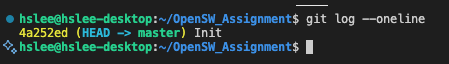 hslee@hslee-desktop:~/OpenSW_Assignment$ git log --oneline
4a252ed (HEAD -> master) Init
hslee@hslee-desktop:~/OpenSW_Assignment$